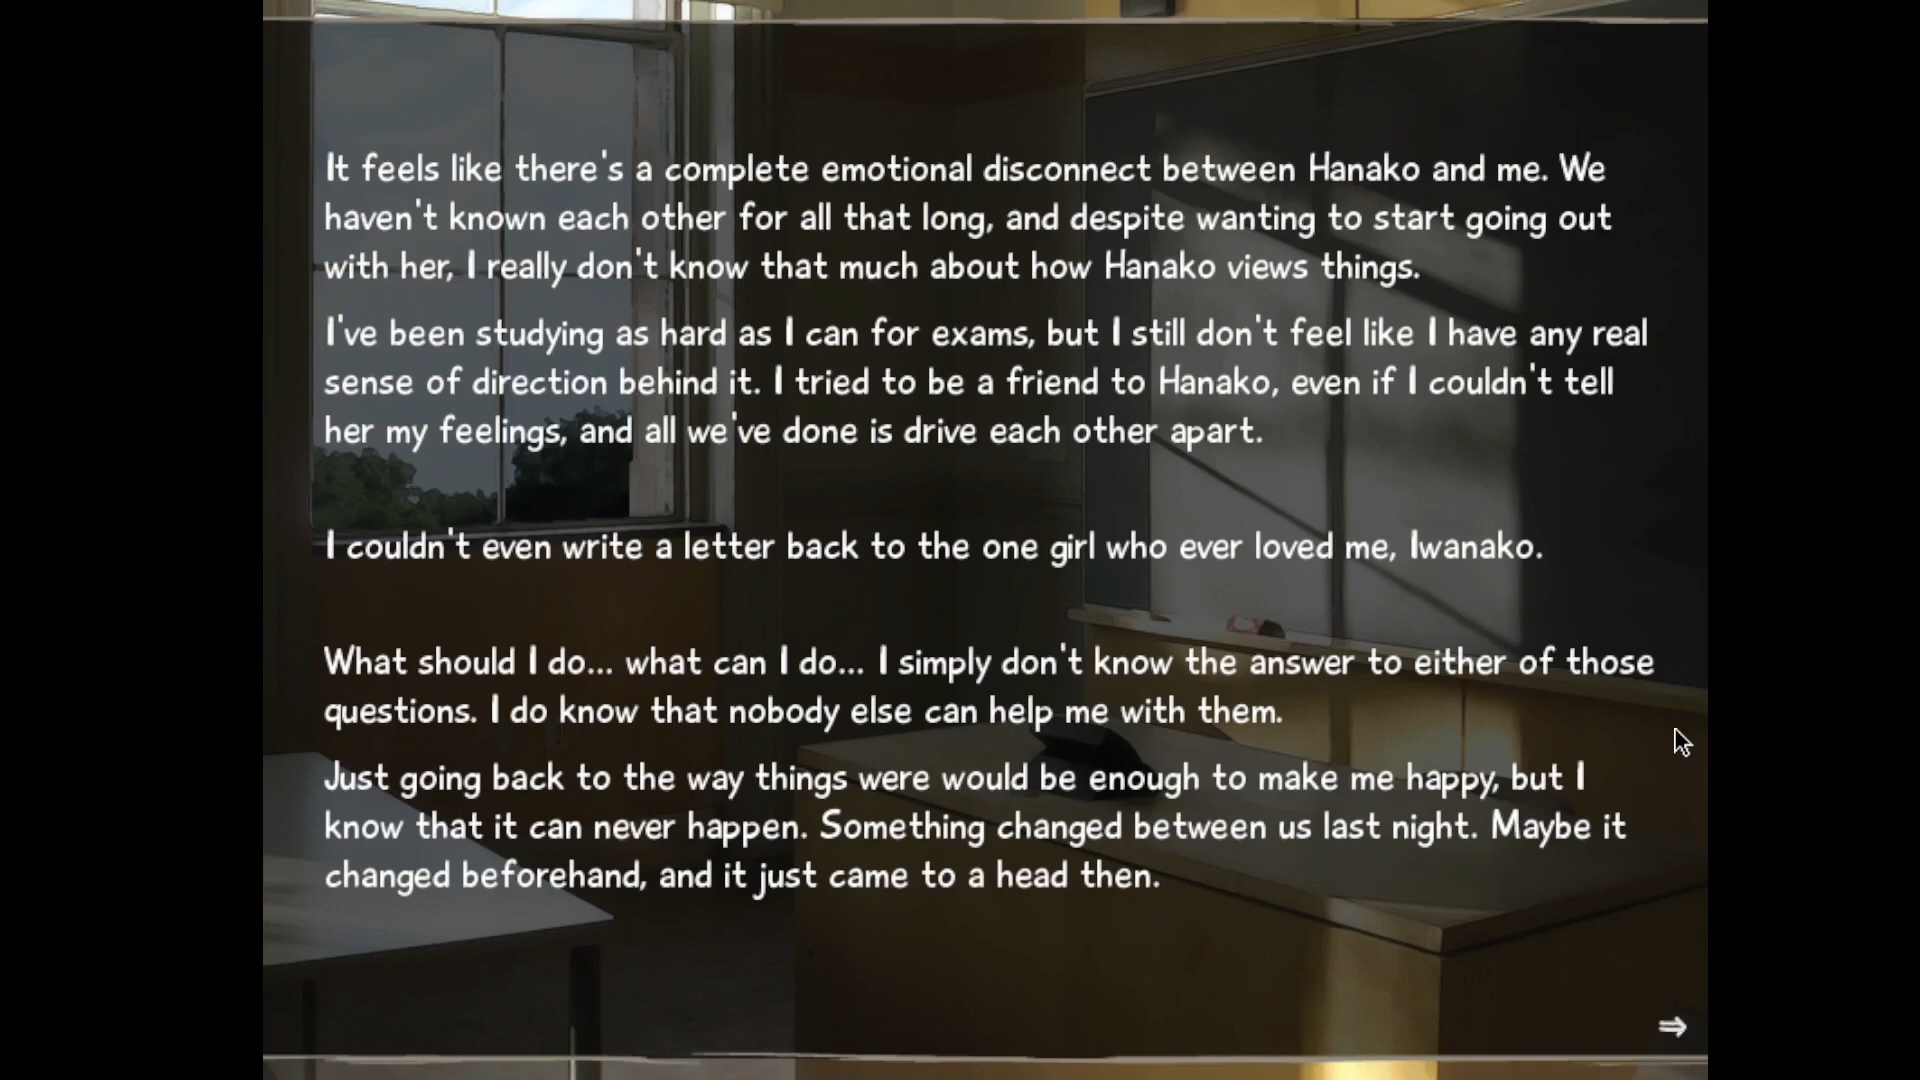 It feels like there's a complete emotional disconnect between Hanako and me. We
haven't known each other for all that long, and despite wanting to start going out
with her, I really don't know that much about how Hanako views things.
I've been studying as hard as I can for exams, but I still don't feel like I have any real
sense of direction behind it. I tried to be a friend to Hanako, even if I couldn't tell
her my feelings, and all we've done is drive each other apart.
I couldn't even write a letter back to the one girl who ever loved me, Iwanako.
What should I do... what can I do... I simply don't know the answer to either of those
questions. I do know that nobody else can help me with them.
Just going back to the way things were would be enough to make me happy, but I
know that it can never happen. Something changed between us last night. Maybe it
changed beforehand, and it just came to a head then.